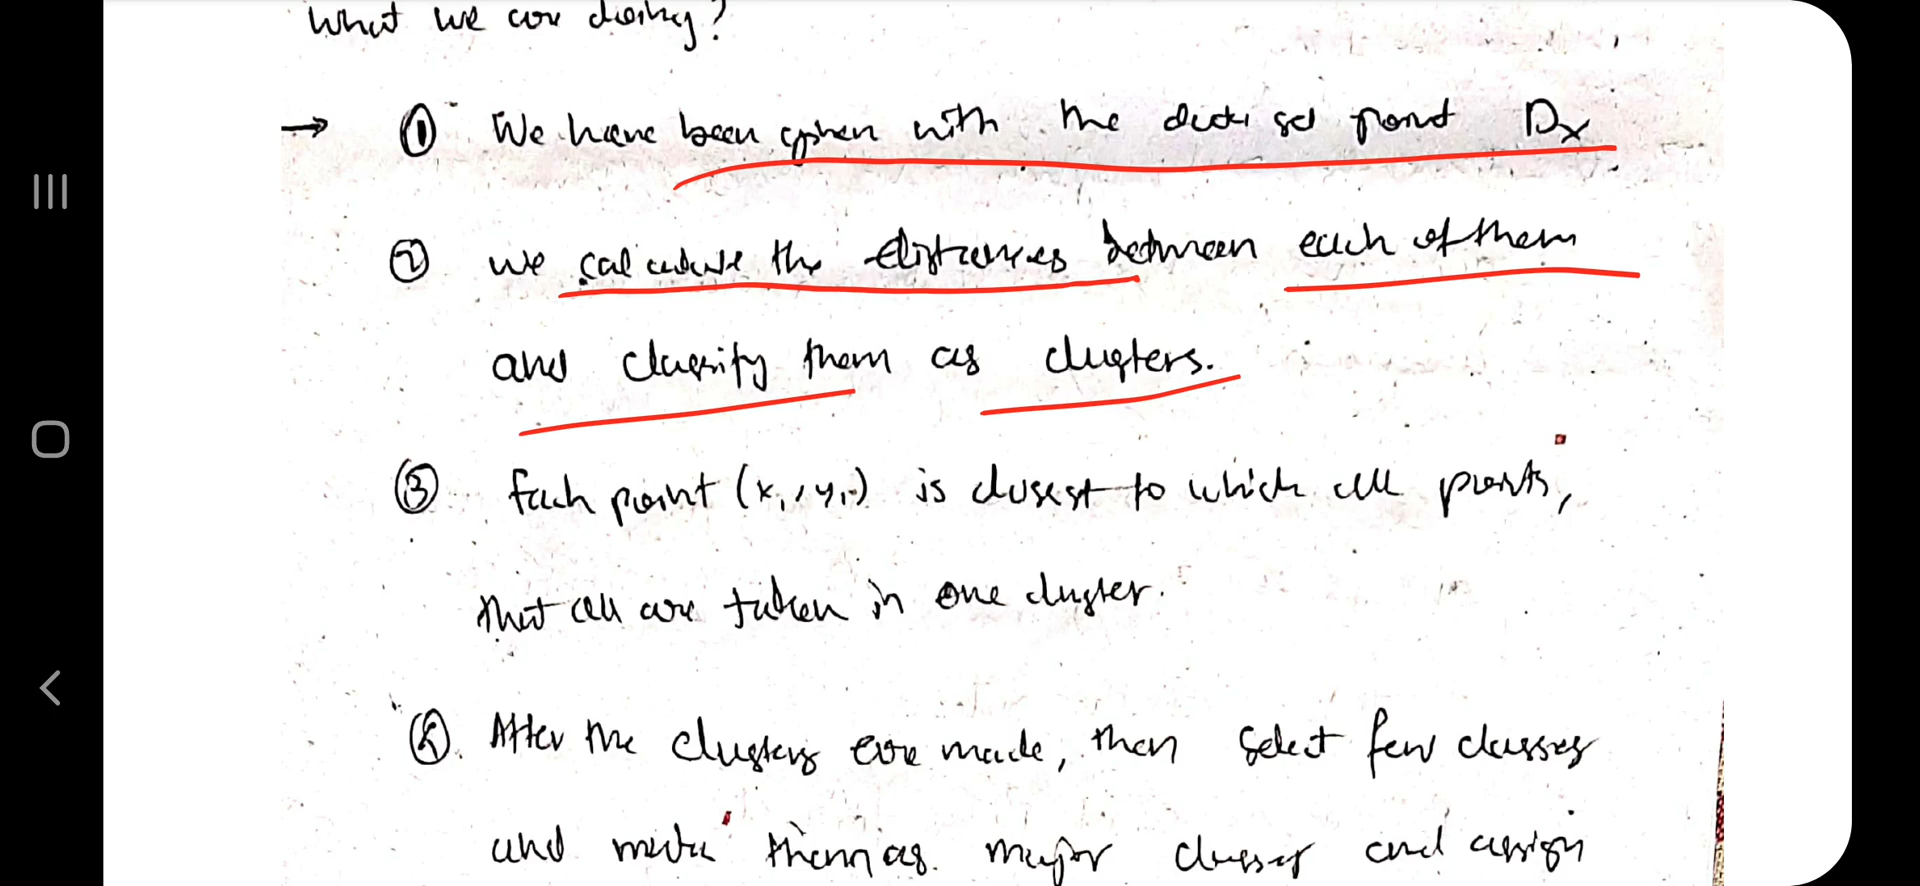 What we are doing?
→ ① We have been given with the data set point Dx
② we calculate the distances between each of them
and classify them as clusters.
③ Each point (x₁, y₁) is closest to which all points,
that all are taken in one cluster.
After the clusters are made, then select few classes
and make them as major classes and assign